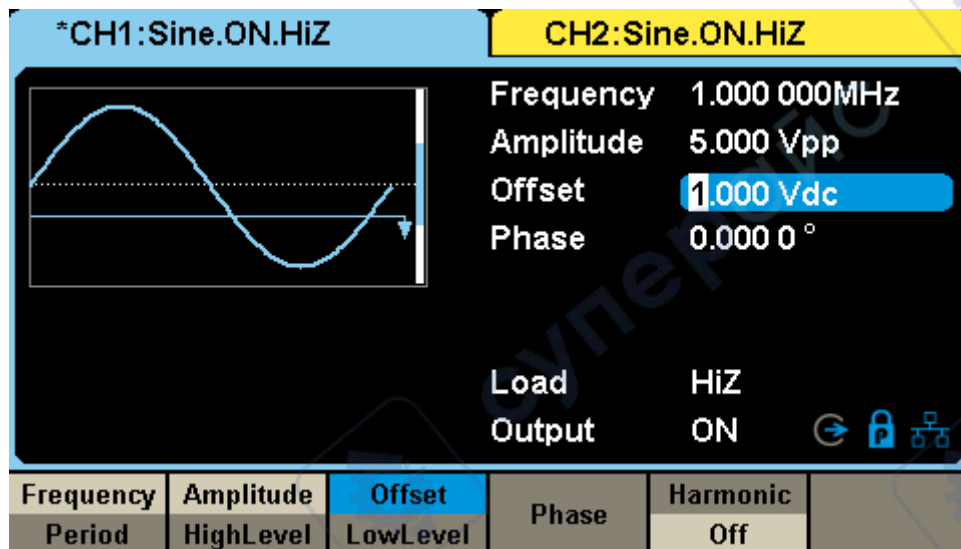 *CH1:Sine.ON.HiZ
CH2:Sine.ON.HiZ
Frequency 1.000 000MHz
Amplitude 5.000 Vpp
Offset 1.000 Vdc
Phase 0.000 0 °
Load HiZ
Output ON
P
Frequency Amplitude Offset Phase Harmonic
Period HighLevel LowLevel Off
суперайс